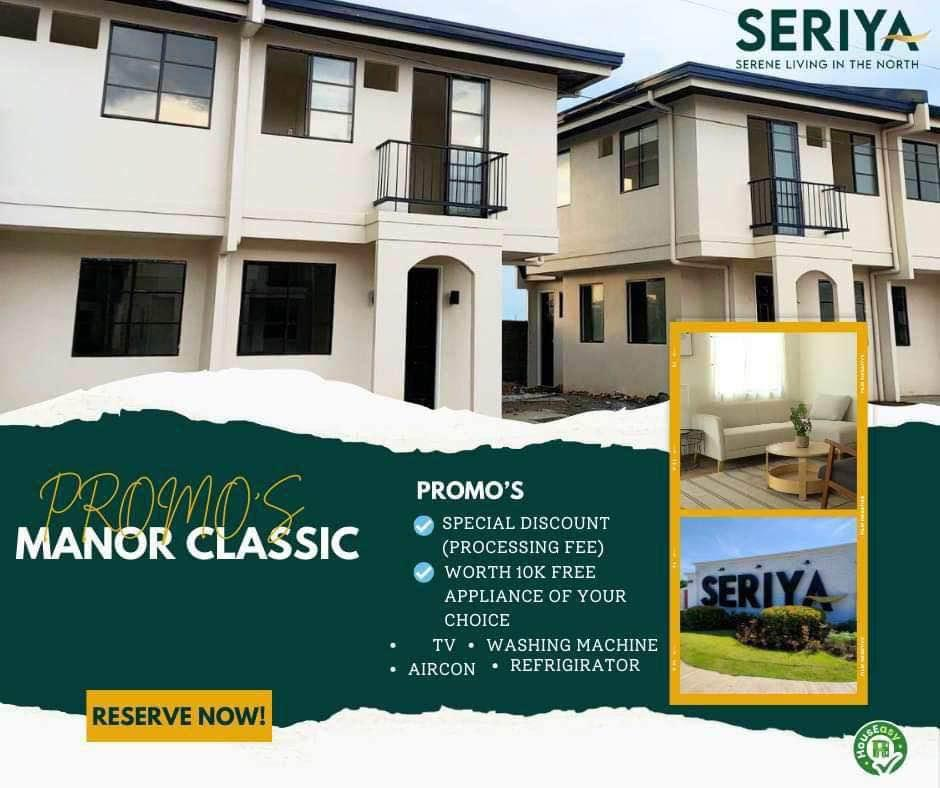 SERIYA
SERENE LIVING IN THE NORTH
PROMO'S
MANOR CLASSIC
PROMO'S
SPECIAL DISCOUNT
(PROCESSING FEE)
WORTH 10K FREE
APPLIANCE OF YOUR
CHOICE
• TV • WASHING MACHINE
• AIRCON • REFRIGIRATOR
SERIYA
RESERVE NOW!
HousEasy